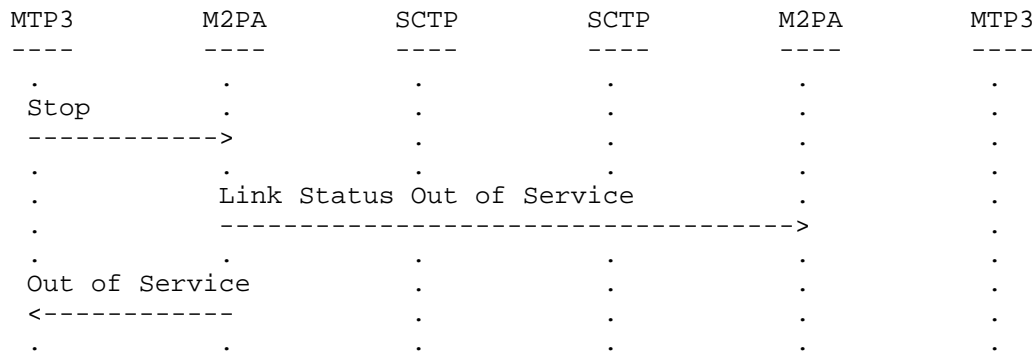 MTP3        M2PA        SCTP        SCTP        M2PA        MTP3
----        ----        ----        ----        ----        ----
 .           .           .           .           .           .
 Stop        .           .           .           .           .
 ------------>           .           .           .           .
 .           .           .           .           .           .
 .           Link Status Out of Service          .           .
 .           ------------------------------------>           .
 .           .           .           .           .           .
 Out of Service          .           .           .           .
 <------------           .           .           .           .
 .           .           .           .           .           .